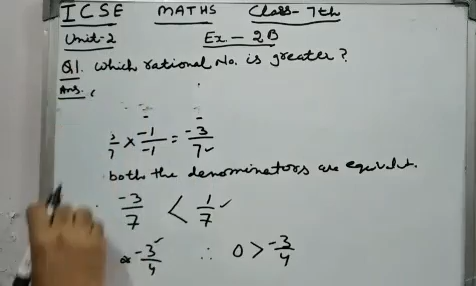 ICSE MATHS Class-7th
Unit-2 Ex.-2B
Q1. Which rational No. is greater?
Ans.
3/7 × -1/-1 = -3/7 ✓
both the denominators are equivalent.
-3/7 < 1/7 ✓
-3/4 ∴ 0 > -3/4